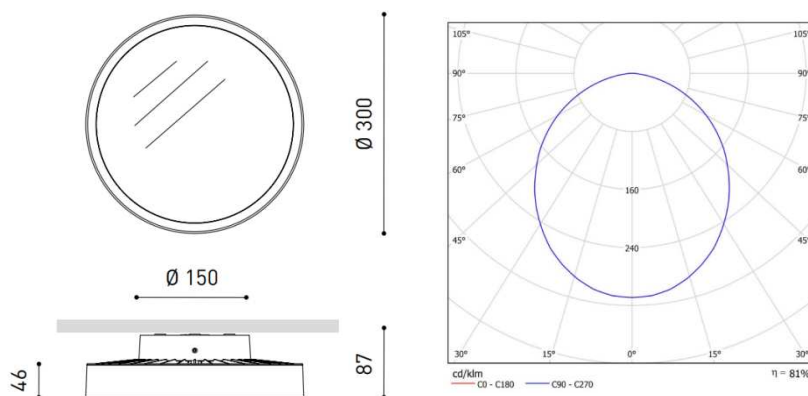 Ø 300
Ø 150
46
87
105° 105°
90° 90°
75° 75°
60° 60°
160
45° 45°
240
30° 15° 0° 15° 30°
cd/klm η = 81%
C0 - C180 C90 - C270